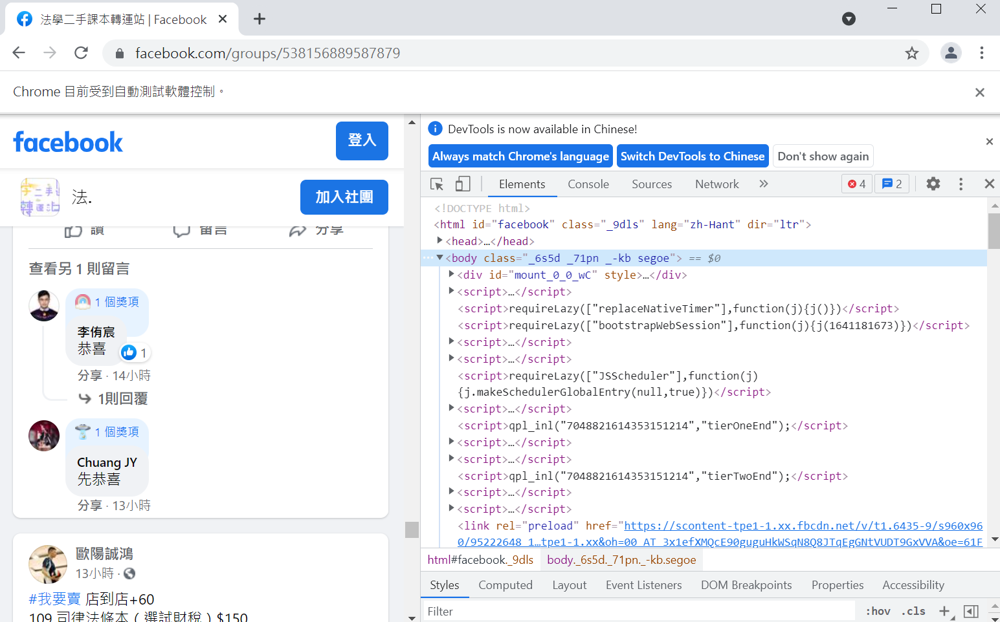 法學二手課本轉運站 | Facebook
facebook.com/groups/538156889587879
Chrome 目前受到自動測試軟體控制。
facebook
登入
法.
加入社團
讚 留言 分享
查看另 1 則留言
1 個獎項
李侑宸
恭喜
1
分享 · 14小時
1則回覆
1 個獎項
Chuang JY
先恭喜
分享 · 13小時
歐陽誠鴻
13小時 ·
#我要賣 店到店+60
109 司律法條本（選試財稅）$150
DevTools is now available in Chinese!
Always match Chrome's language
Switch DevTools to Chinese
Don't show again
Elements Console Sources Network » 4 2
<!DOCTYPE html>
<html id="facebook" class="_9dls" lang="zh-Hant" dir="ltr">
<head>…</head>
<body class="_6s5d _71pn _-kb segoe"> == $0
<div id="mount_0_0_wC" style>…</div>
<script>…</script>
<script>requireLazy(["replaceNativeTimer"],function(j){j()})</script>
<script>requireLazy(["bootstrapWebSession"],function(j){j(1641181673)})</script>
<script>…</script>
<script>…</script>
<script>requireLazy(["JSScheduler"],function(j)
{j.makeSchedulerGlobalEntry(null,true)})</script>
<script>…</script>
<script>qpl_inl("7048821614353151214","tierOneEnd");</script>
<script>…</script>
<script>…</script>
<script>qpl_inl("7048821614353151214","tierTwoEnd");</script>
<script>…</script>
<script>…</script>
<link rel="preload" href="https://scontent-tpe1-1.xx.fbcdn.net/v/t1.6435-9/s960x96
0/95222648_1…tpe1-1.xx&oh=00_AT_3x1efXMQcE90guguHkWSqN8Q8JTqEgGNtVUDT9GxVVA&oe=61F
html#facebook._9dls body._6s5d._71pn._-kb.segoe
Styles Computed Layout Event Listeners DOM Breakpoints Properties Accessibility
Filter :hov .cls +